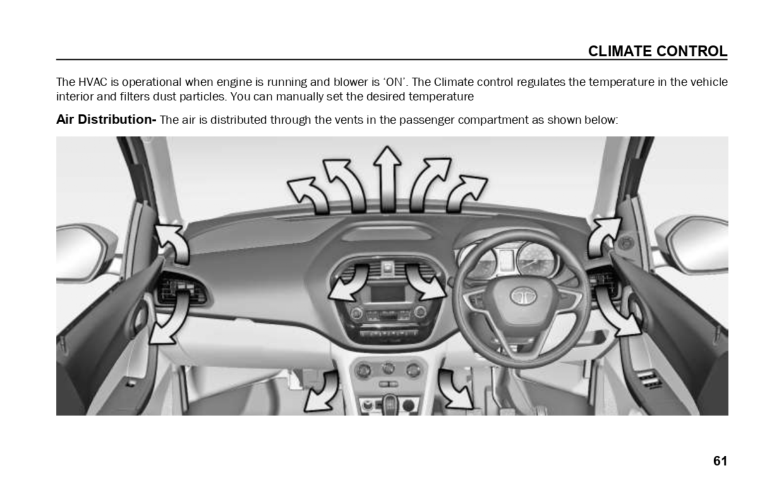 CLIMATE CONTROL
The HVAC is operational when engine is running and blower is ‘ON’. The Climate control regulates the temperature in the vehicle
interior and filters dust particles. You can manually set the desired temperature
Air Distribution- The air is distributed through the vents in the passenger compartment as shown below:
61